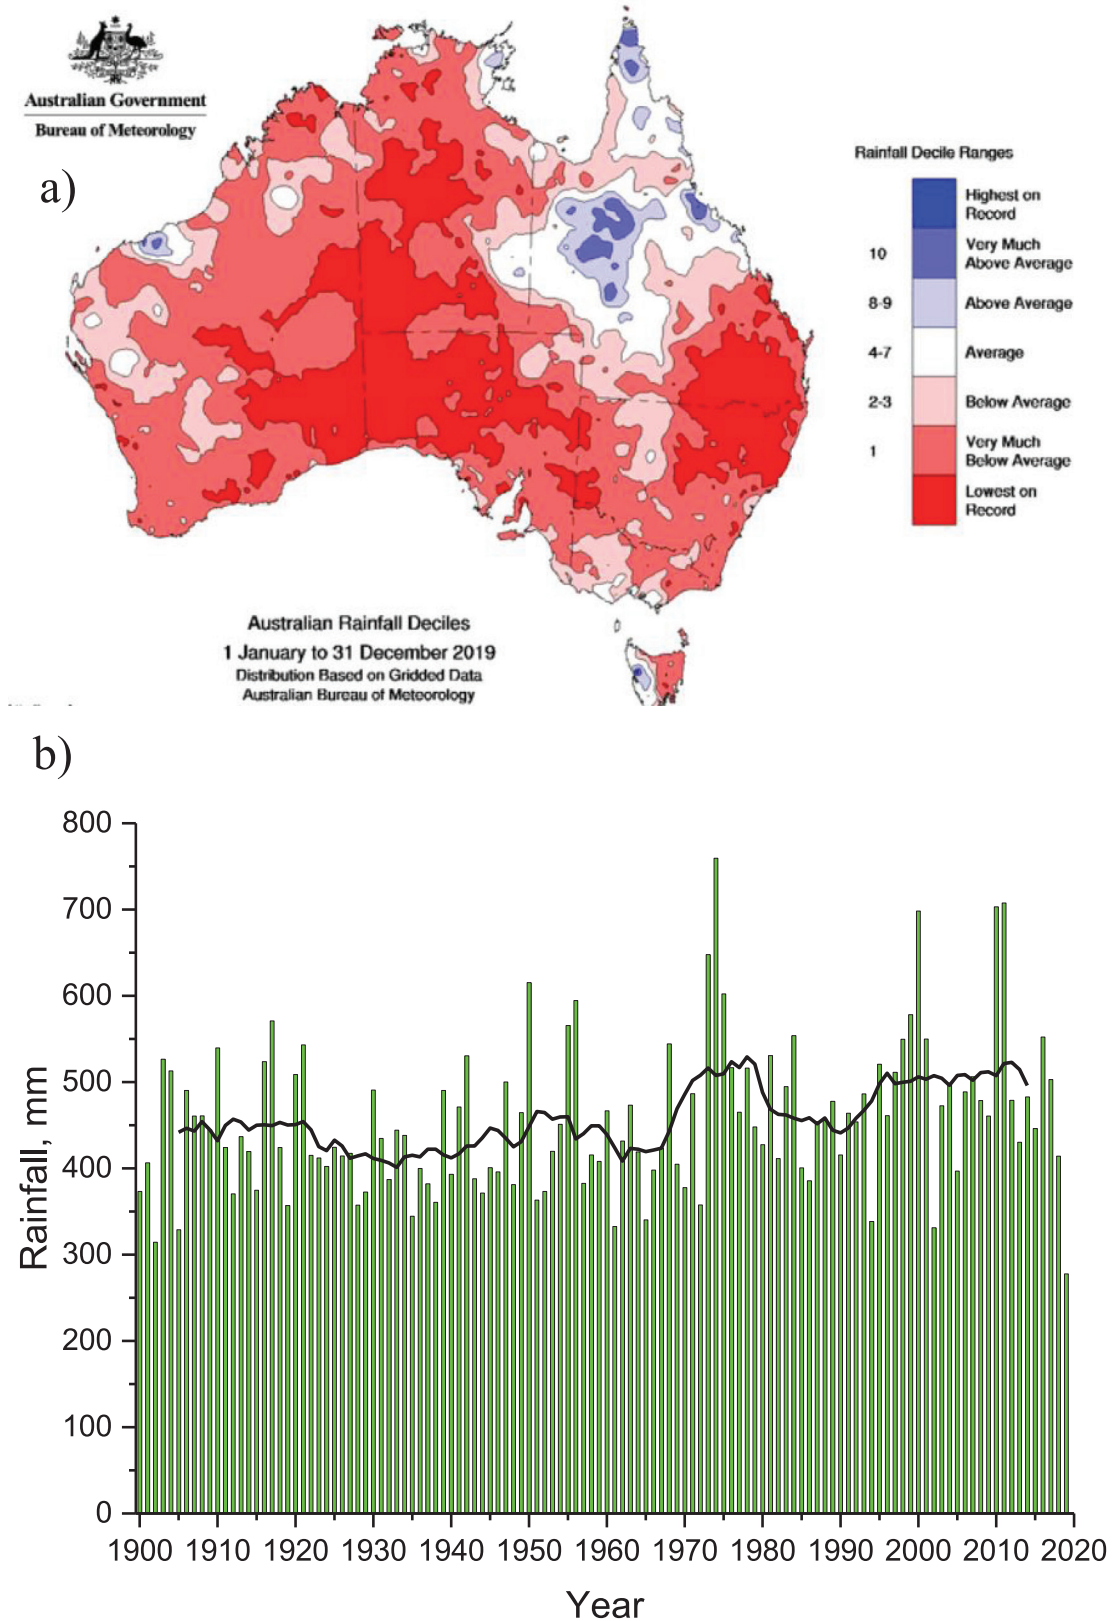 Australian Government
Bureau of Meteorology
a)
Rainfall Decile Ranges
Highest on
Record
10
Very Much
Above Average
8-9
Above Average
4-7
Average
2-3
Below Average
1
Very Much
Below Average
Lowest on
Record
Australian Rainfall Deciles
1 January to 31 December 2019
Distribution Based on Gridded Data
Australian Bureau of Meteorology
b)
800
700
600
500
400
300
200
100
0
Rainfall, mm
1900 1910 1920 1930 1940 1950 1960 1970 1980 1990 2000 2010 2020
Year